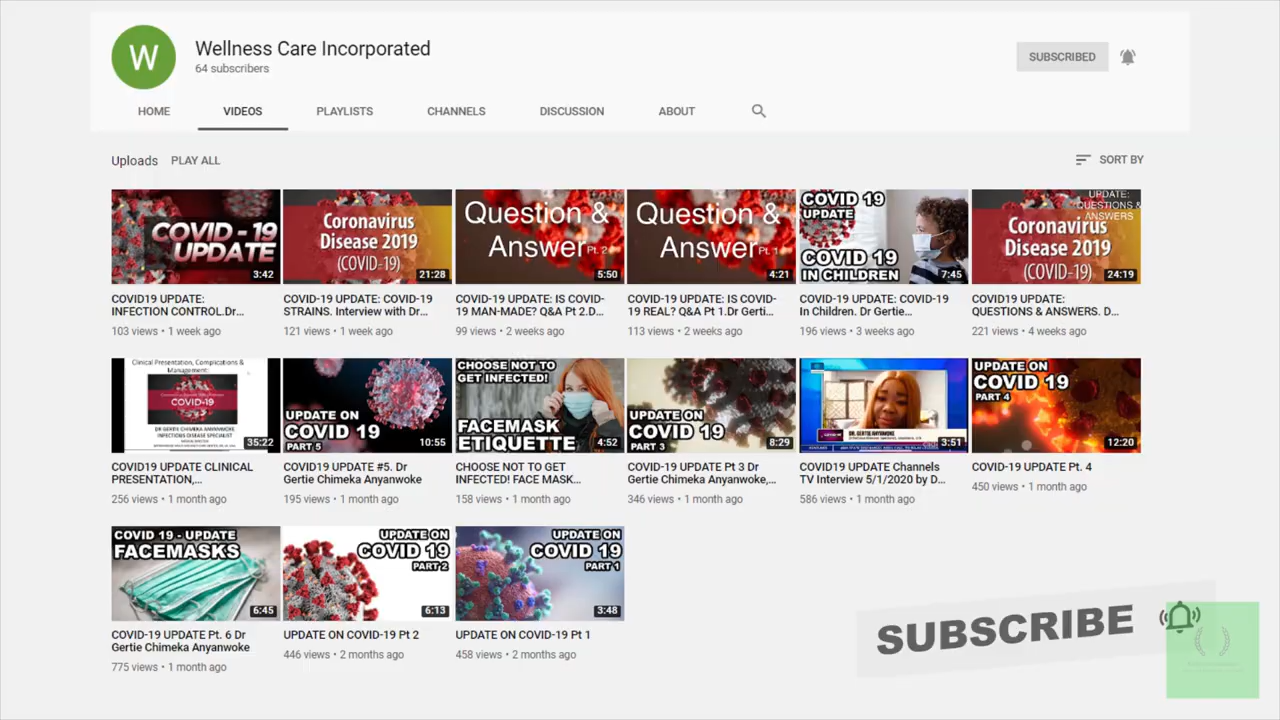 W
Wellness Care Incorporated
64 subscribers
SUBSCRIBED
HOME
VIDEOS
PLAYLISTS
CHANNELS
DISCUSSION
ABOUT
Uploads
PLAY ALL
SORT BY
COVID - 19
UPDATE
3:42
COVID19 UPDATE:
INFECTION CONTROL.Dr...
103 views • 1 week ago
Coronavirus
Disease 2019
(COVID-19)
21:28
COVID-19 UPDATE: COVID-19
STRAINS. Interview with Dr...
121 views • 1 week ago
Question &
Answer Pt. 2
5:50
COVID-19 UPDATE: IS COVID-
19 MAN-MADE? Q&A Pt 2.D...
99 views • 2 weeks ago
Question &
Answer Pt. 1
4:21
COVID-19 UPDATE: IS COVID-
19 REAL? Q&A Pt 1.Dr Gerti...
113 views • 2 weeks ago
COVID 19
UPDATE
COVID 19
IN CHILDREN
7:45
COVID-19 UPDATE: COVID-19
In Children. Dr Gertie...
196 views • 3 weeks ago
UPDATE:
QUESTIONS &
ANSWERS
Coronavirus
Disease 2019
(COVID-19)
24:19
COVID19 UPDATE:
QUESTIONS & ANSWERS. D...
221 views • 4 weeks ago
Clinical Presentation, Complications &
Management:
COVID-19
DR GERTIE CHIMEKA ANYANWOKE
INFECTIOUS DISEASE SPECIALIST
35:22
COVID19 UPDATE CLINICAL
PRESENTATION,...
256 views • 1 month ago
UPDATE ON
COVID 19
PART 5
10:55
COVID19 UPDATE #5. Dr
Gertie Chimeka Anyanwoke
195 views • 1 month ago
CHOOSE NOT TO
GET INFECTED!
FACEMASK
ETIQUETTE
4:52
CHOOSE NOT TO GET
INFECTED! FACE MASK...
158 views • 1 month ago
UPDATE ON
COVID 19
PART 3
8:29
COVID-19 UPDATE Pt 3 Dr
Gertie Chimeka Anyanwoke,...
346 views • 1 month ago
DR. GERTIE ANYANWOKE
3:51
COVID19 UPDATE Channels
TV Interview 5/1/2020 by D...
586 views • 1 month ago
UPDATE ON
COVID 19
PART 4
12:20
COVID-19 UPDATE Pt. 4
450 views • 1 month ago
COVID 19 - UPDATE
FACEMASKS
6:45
COVID-19 UPDATE Pt. 6 Dr
Gertie Chimeka Anyanwoke
775 views • 1 month ago
UPDATE ON
COVID 19
PART 2
6:13
UPDATE ON COVID-19 Pt 2
446 views • 2 months ago
UPDATE ON
COVID 19
PART 1
3:48
UPDATE ON COVID-19 Pt 1
458 views • 2 months ago
SUBSCRIBE